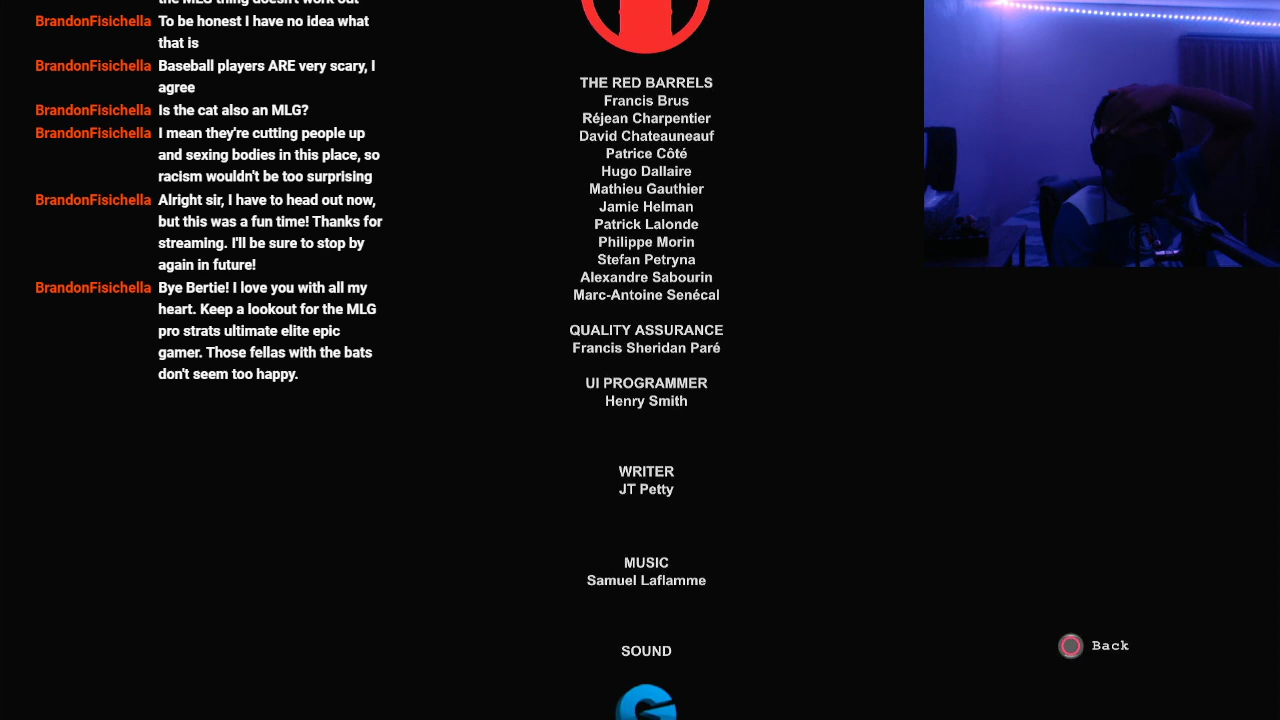 the MLG thing doesn't work out
BrandonFisichella To be honest I have no idea what
that is
BrandonFisichella Baseball players ARE very scary, I
agree
BrandonFisichella Is the cat also an MLG?
BrandonFisichella I mean they're cutting people up
and sexing bodies in this place, so
racism wouldn't be too surprising
BrandonFisichella Alright sir, I have to head out now,
but this was a fun time! Thanks for
streaming. I'll be sure to stop by
again in future!
BrandonFisichella Bye Bertie! I love you with all my
heart. Keep a lookout for the MLG
pro strats ultimate elite epic
gamer. Those fellas with the bats
don't seem too happy.
THE RED BARRELS
Francis Brus
Réjean Charpentier
David Chateauneuf
Patrice Côté
Hugo Dallaire
Mathieu Gauthier
Jamie Helman
Patrick Lalonde
Philippe Morin
Stefan Petryna
Alexandre Sabourin
Marc-Antoine Senécal
QUALITY ASSURANCE
Francis Sheridan Paré
UI PROGRAMMER
Henry Smith
WRITER
JT Petty
MUSIC
Samuel Laflamme
SOUND
G
Back